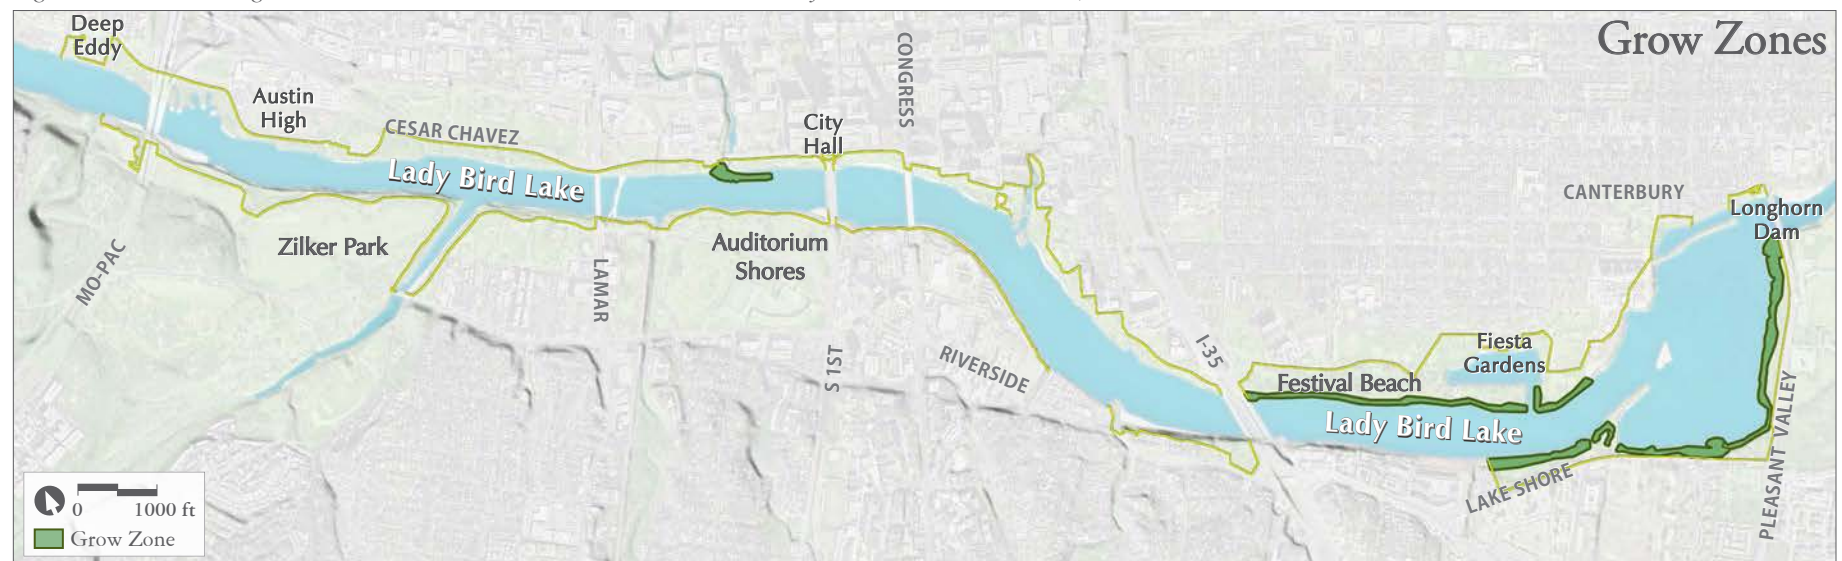 Grow Zones
Deep
Eddy
Austin
High
CESAR CHAVEZ
City
Hall
CONGRESS
Lady Bird Lake
Zilker Park
MO-PAC
LAMAR
Auditorium
Shores
S 1ST
RIVERSIDE
I-35
CANTERBURY
Longhorn
Dam
Fiesta
Gardens
Festival Beach
Lady Bird Lake
LAKE SHORE
PLEASANT VALLEY
0 1000 ft
Grow Zone